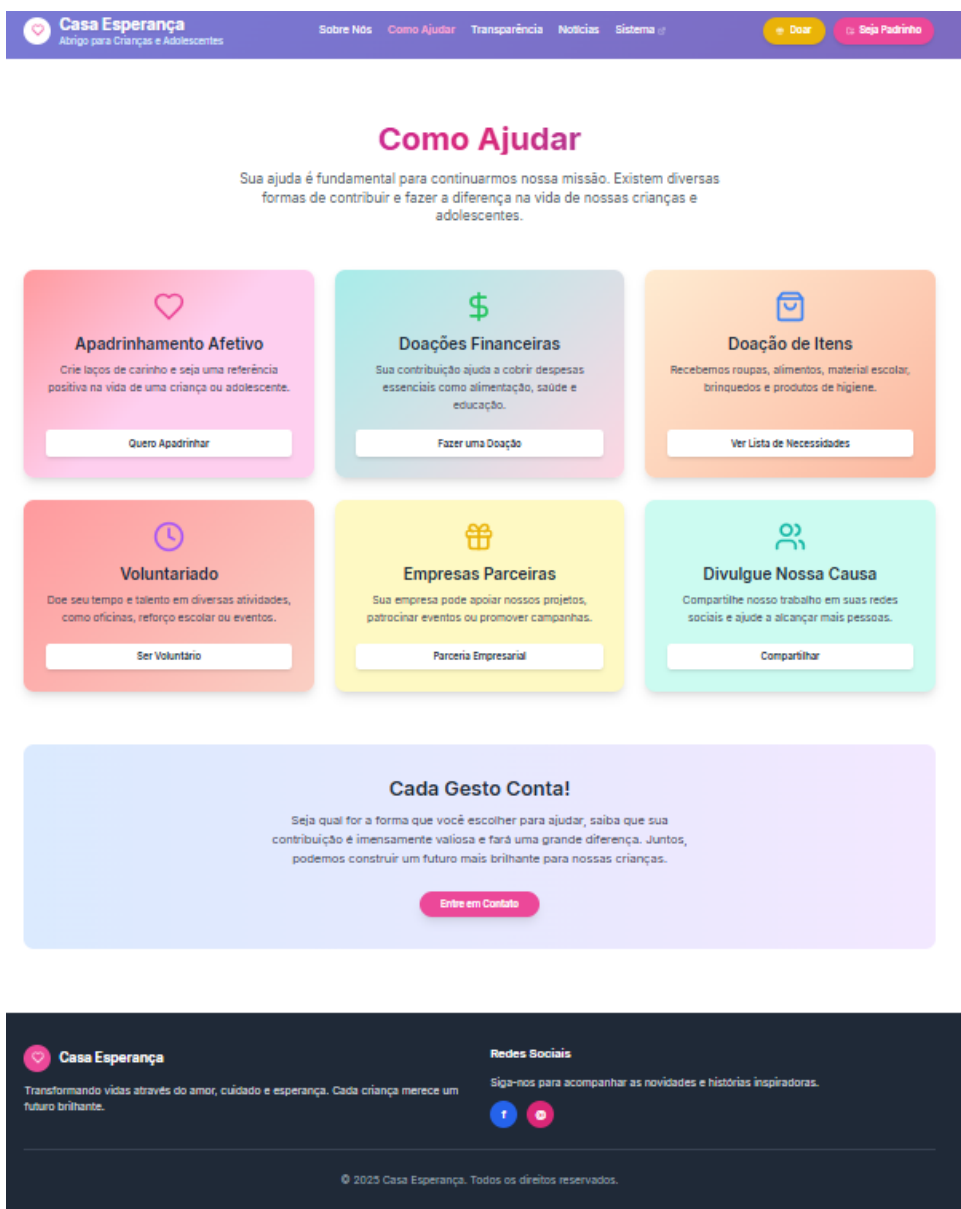 Casa Esperança
Abrigo para Crianças e Adolescentes
Sobre Nós
Como Ajudar
Transparência
Notícias
Sistema
Doar
Seja Padrinho
Como Ajudar
Sua ajuda é fundamental para continuarmos nossa missão. Existem diversas
formas de contribuir e fazer a diferença na vida de nossas crianças e
adolescentes.
Apadrinhamento Afetivo
Crie laços de carinho e seja uma referência
positiva na vida de uma criança ou adolescente.
Quero Apadrinhar
Doações Financeiras
Sua contribuição ajuda a cobrir despesas
essenciais como alimentação, saúde e
educação.
Fazer uma Doação
Doação de Itens
Recebemos roupas, alimentos, material escolar,
brinquedos e produtos de higiene.
Ver Lista de Necessidades
Voluntariado
Doe seu tempo e talento em diversas atividades,
como oficinas, reforço escolar ou eventos.
Ser Voluntário
Empresas Parceiras
Sua empresa pode apoiar nossos projetos,
patrocinar eventos ou promover campanhas.
Parceria Empresarial
Divulgue Nossa Causa
Compartilhe nosso trabalho em suas redes
sociais e ajude a alcançar mais pessoas.
Compartilhar
Cada Gesto Conta!
Seja qual for a forma que você escolher para ajudar, saiba que sua
contribuição é imensamente valiosa e fará uma grande diferença. Juntos,
podemos construir um futuro mais brilhante para nossas crianças.
Entre em Contato
Casa Esperança
Transformando vidas através do amor, cuidado e esperança. Cada criança merece um
futuro brilhante.
Redes Sociais
Siga-nos para acompanhar as novidades e histórias inspiradoras.
f
© 2025 Casa Esperança. Todos os direitos reservados.